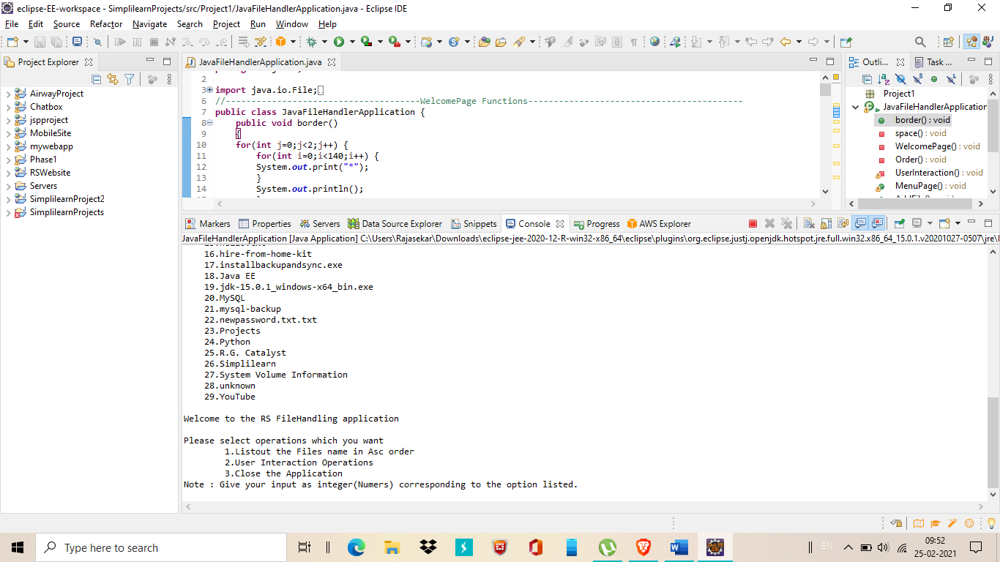 eclipse-EE-workspace - SimplilearnProjects/src/Project1/JavaFileHandlerApplication.java - Eclipse IDE
File Edit Source Refactor Navigate Search Project Run Window Help
Project Explorer
AirwayProject
Chatbox
jspproject
MobileSite
mywebapp
Phase1
RSWebsite
Servers
SimplilearnProject2
SimplilearnProjects
JavaFileHandlerApplication.java
2
3 import java.io.File;
6 //--------------------------------------WelcomePage Functions------------------------------------------
7 public class JavaFileHandlerApplication {
8 public void border()
9 {
10 for(int j=0;j<2;j++) {
11 for(int i=0;i<140;i++) {
12 System.out.print("*");
13 }
14 System.out.println();
Outli... Task ...
Project1
JavaFileHandlerApplication
border() : void
space() : void
WelcomePage() : void
Order() : void
UserInteraction() : void
MenuPage() : void
Markers Properties Servers Data Source Explorer Snippets Console Progress AWS Explorer
JavaFileHandlerApplication [Java Application] C:\Users\Rajasekar\Downloads\eclipse-jee-2020-12-R-win32-x86_64\eclipse\plugins\org.eclipse.justj.openjdk.hotspot.jre.full.win32.x86_64_15.0.1.v20201027-0507\jre\
16.hire-from-home-kit
17.installbackupandsync.exe
18.Java EE
19.jdk-15.0.1_windows-x64_bin.exe
20.MySQL
21.mysql-backup
22.newpassword.txt.txt
23.Projects
24.Python
25.R.G. Catalyst
26.Simplilearn
27.System Volume Information
28.unknown
29.YouTube
Welcome to the RS FileHandling application
Please select operations which you want
1.Listout the Files name in Asc order
2.User Interaction Operations
3.Close the Application
Note : Give your input as integer(Numers) corresponding to the option listed.
Type here to search
EN
09:52
25-02-2021